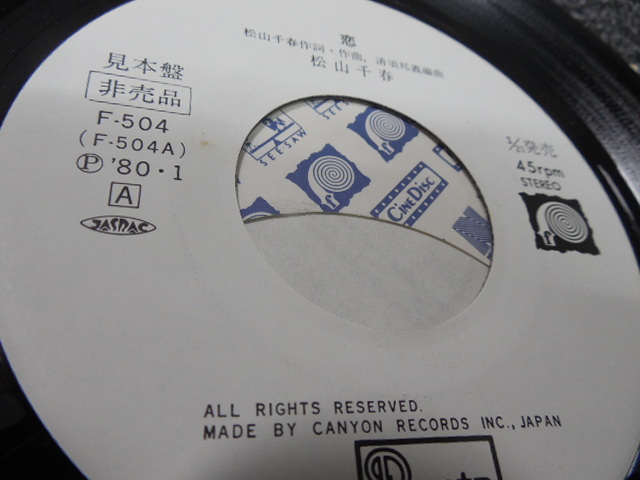 恋
松山千春作詞・作曲，清須邦義編曲
松山千春
見本盤
非売品
F-504
(F-504A)
Ⓟ '80・1
A
JASRAC
発売
45rpm
STEREO
f
SEESAW
f
CINEDISC
ALL RIGHTS RESERVED.
MADE BY CANYON RECORDS INC., JAPAN